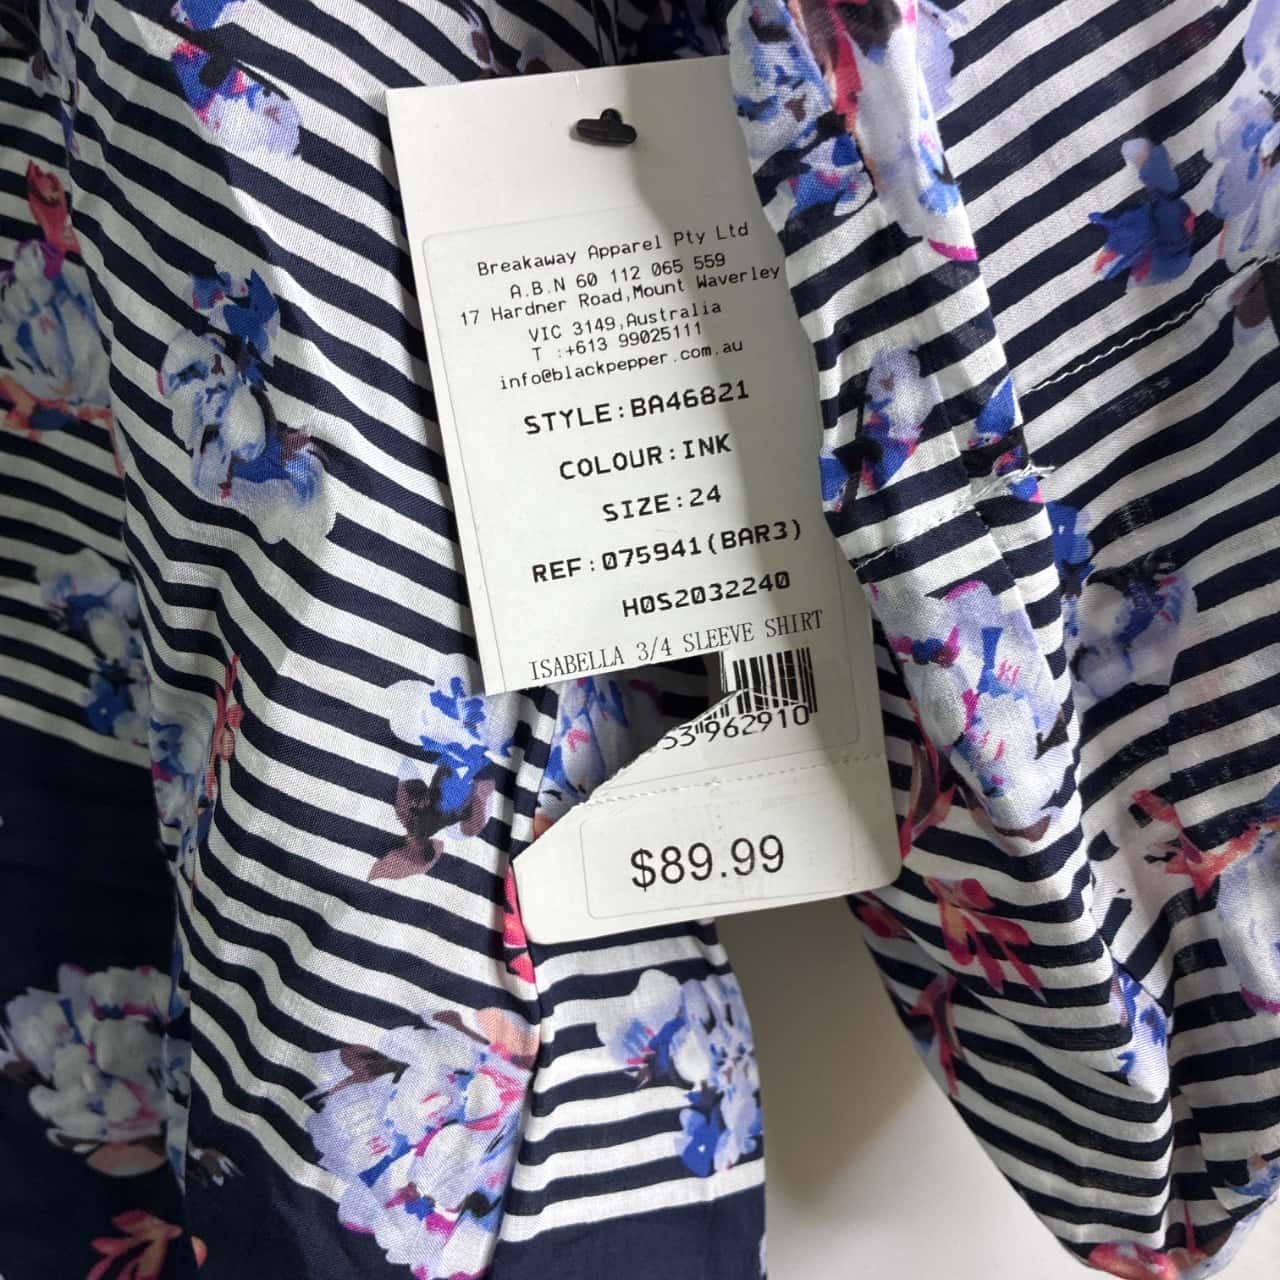 Breakaway Apparel Pty Ltd
A.B.N 60 112 065 559
17 Hardner Road,Mount Waverley
VIC 3149,Australia
T :+613 99025111
info@blackpepper.com.au
STYLE:BA46821
COLOUR:INK
SIZE:24
REF:075941(BAR3)
H0S2032240
ISABELLA 3/4 SLEEVE SHIRT
53 962910
$89.99